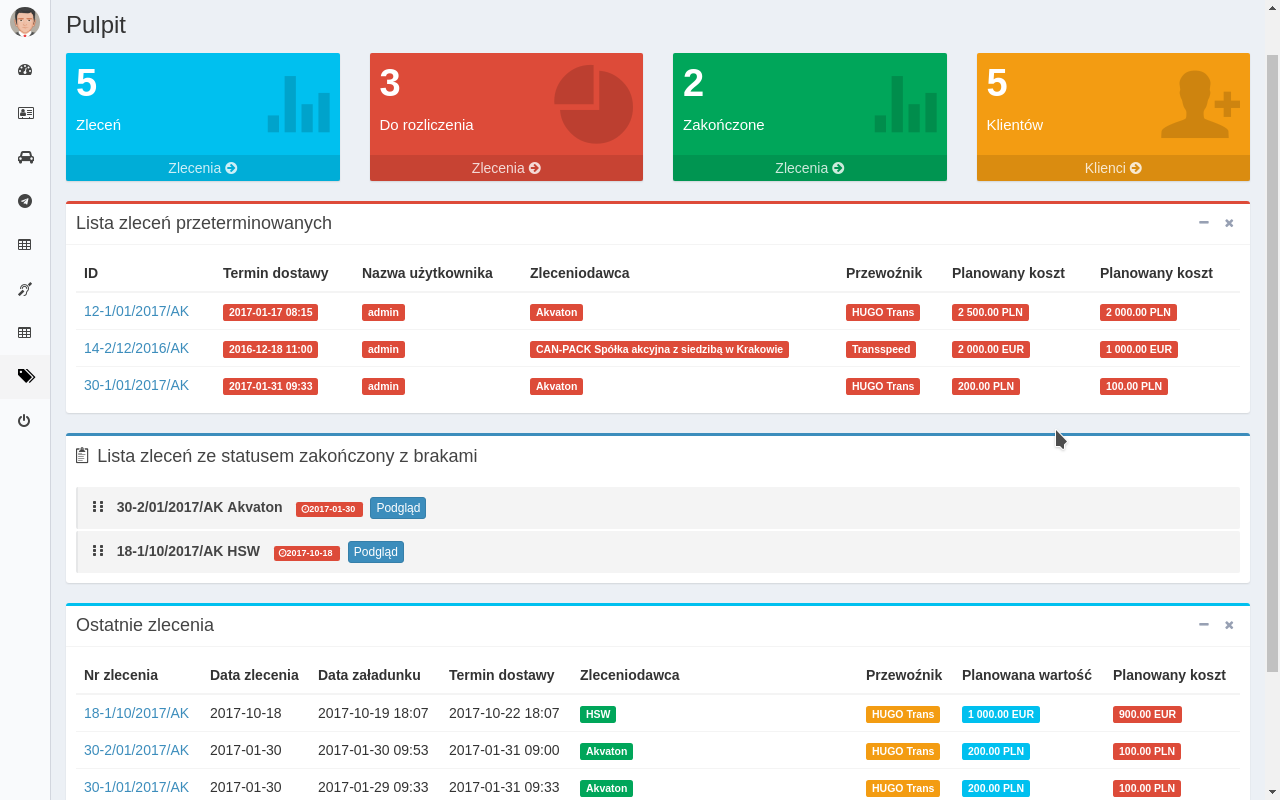 Pulpit
5 3 2 5
Zleceń Do rozliczenia Zakończone Klientów
Zlecenia Zlecenia Zlecenia Klienci
Lista zleceń przeterminowanych
ID Termin dostawy Nazwa użytkownika Zleceniodawca Przewoźnik Planowany koszt Planowany koszt
12-1/01/2017/AK 2017-01-17 08:15 admin Akvaton HUGO Trans 2 500.00 PLN 2 000.00 PLN
14-2/12/2016/AK 2016-12-18 11:00 admin CAN-PACK Spółka akcyjna z siedzibą w Krakowie Transspeed 2 000.00 EUR 1 000.00 EUR
30-1/01/2017/AK 2017-01-31 09:33 admin Akvaton HUGO Trans 200.00 PLN 100.00 PLN
Lista zleceń ze statusem zakończony z brakami
30-2/01/2017/AK Akvaton 2017-01-30 Podgląd
18-1/10/2017/AK HSW 2017-10-18 Podgląd
Ostatnie zlecenia
Nr zlecenia Data zlecenia Data załadunku Termin dostawy Zleceniodawca Przewoźnik Planowana wartość Planowany koszt
18-1/10/2017/AK 2017-10-18 2017-10-19 18:07 2017-10-22 18:07 HSW HUGO Trans 1 000.00 EUR 900.00 EUR
30-2/01/2017/AK 2017-01-30 2017-01-30 09:53 2017-01-31 09:00 Akvaton HUGO Trans 200.00 PLN 100.00 PLN
30-1/01/2017/AK 2017-01-30 2017-01-29 09:33 2017-01-31 09:33 Akvaton HUGO Trans 200.00 PLN 100.00 PLN